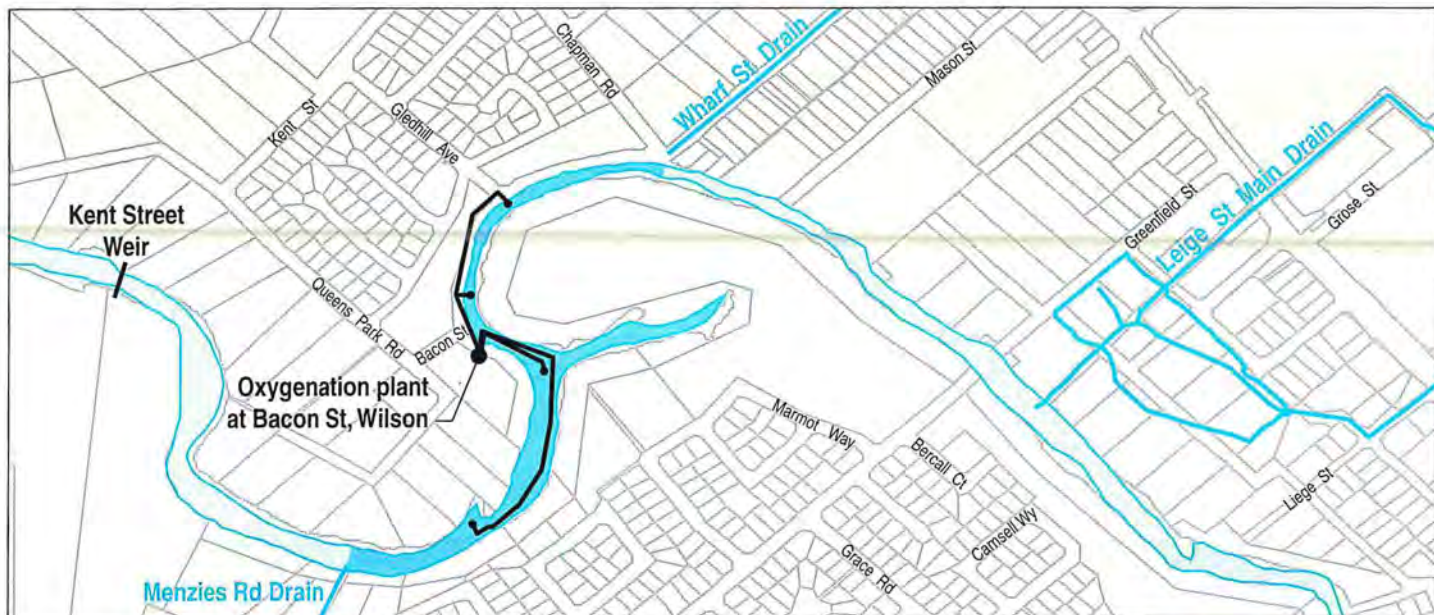 Chapman Rd
Wharf St Drain
Mason St
Kent St
Gledhill Ave
Leige St Main Drain
Greenfield St
Grose St
Kent Street
Weir
Queens Park Rd
Bacon St
Oxygenation plant
at Bacon St, Wilson
Marmot Way
Bercall Ct
Liege St
Camsell Wy
Grace Rd
Menzies Rd Drain